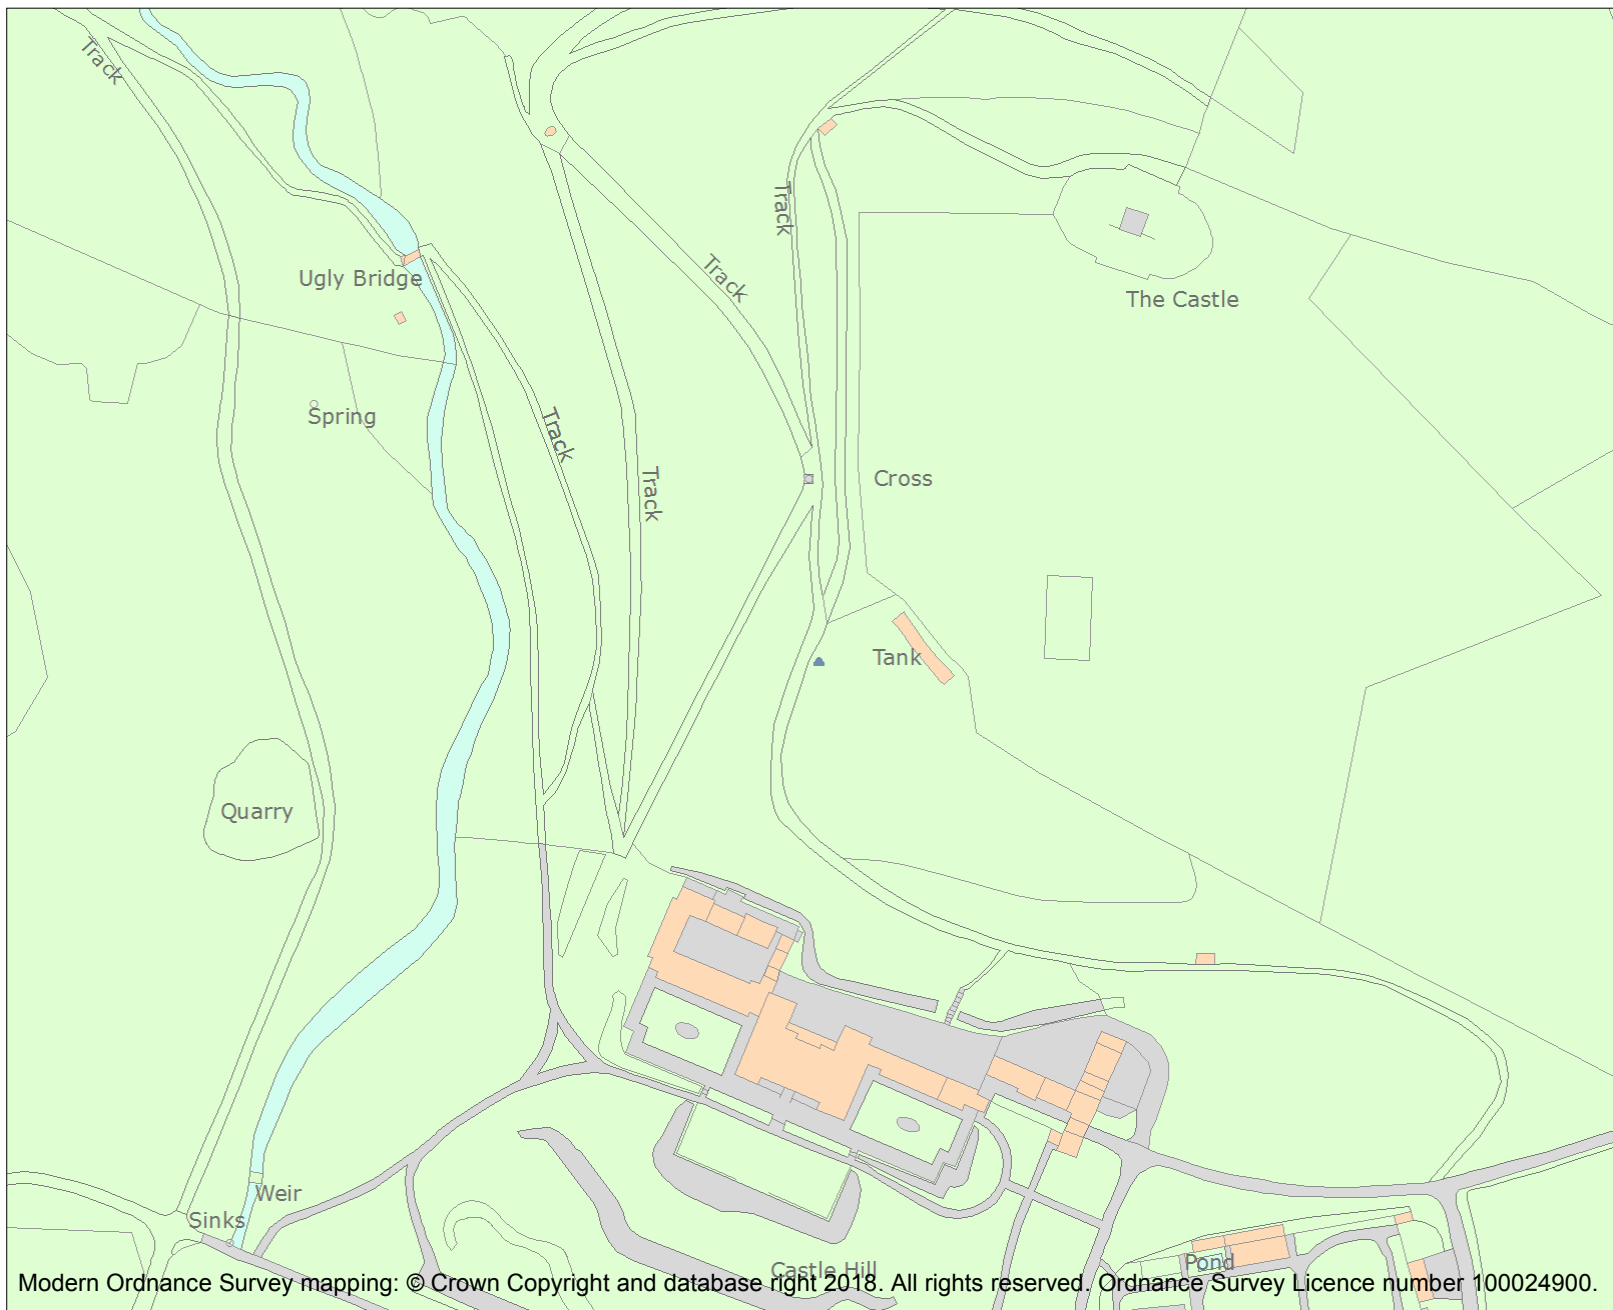 Track
Track
Track
Ugly Bridge
The Castle
Spring
Track
Track
Cross
Tank
Quarry
Weir
Sinks
Castle Hill
Pond
Modern Ordnance Survey mapping: © Crown Copyright and database right 2018. All rights reserved. Ordnance Survey Licence number 100024900.